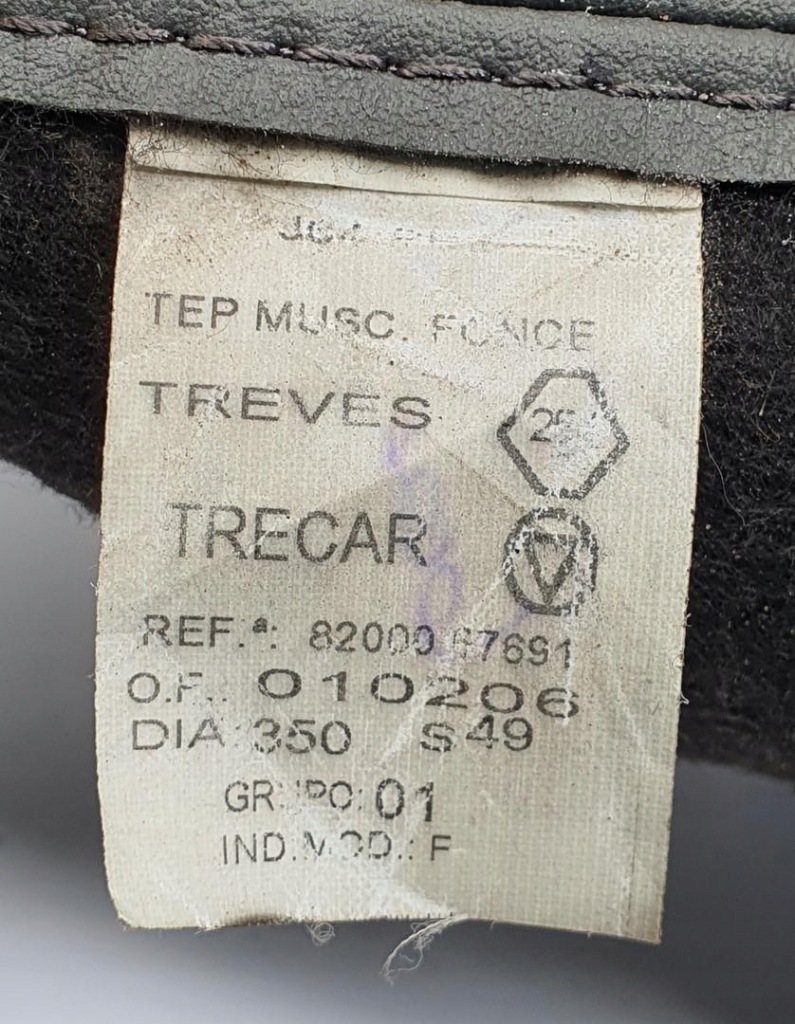 TEP MUSC. FONCE
TREVES
TRECAR
REF.ª: 82000 67691
O.F.: 010206
DIA: 350 S49
GRUPO: 01
IND.MOD.: F